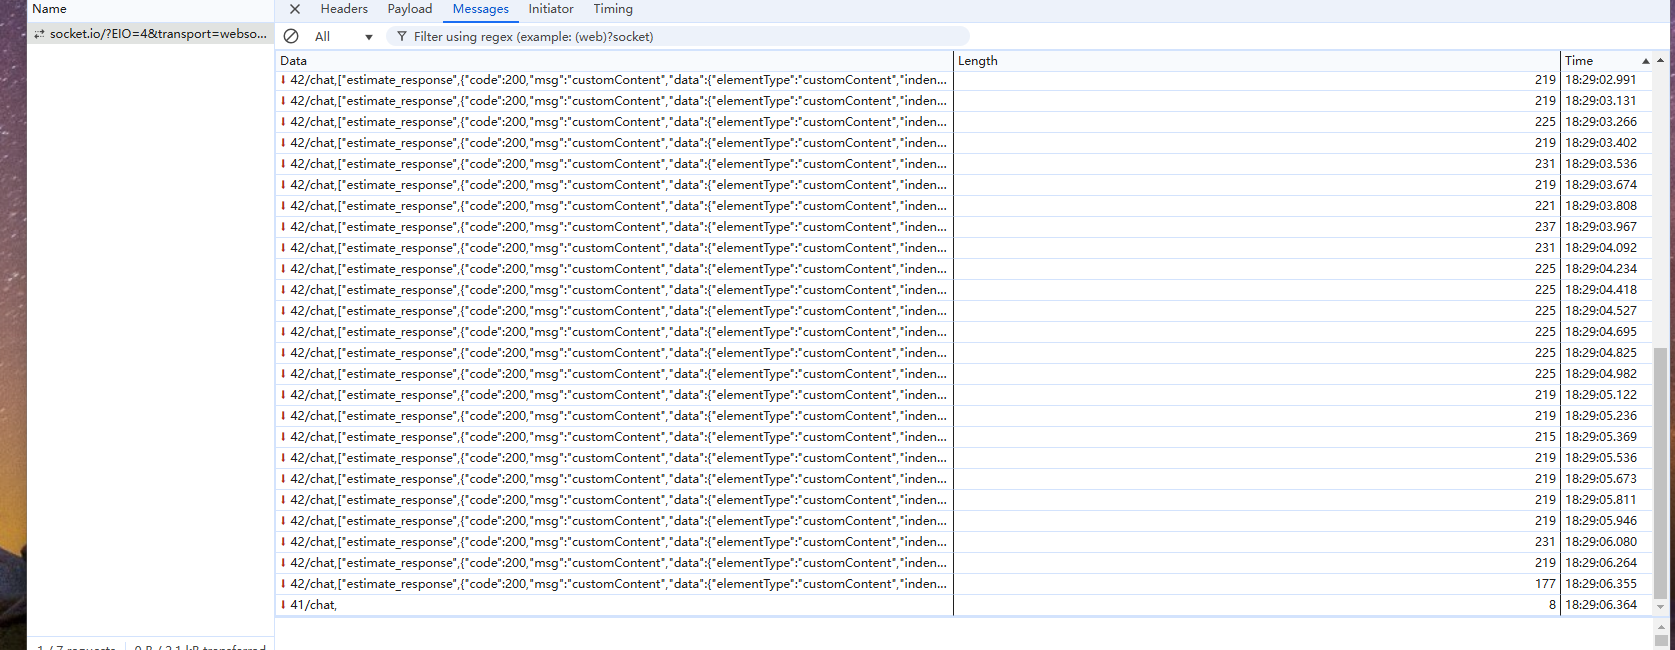 Name
Headers Payload Messages Initiator Timing
socket.io/?EIO=4&transport=webso...
All Filter using regex (example: (web)?socket)
Data Length Time
42/chat,["estimate_response",{"code":200,"msg":"customContent","data":{"elementType":"customContent","inden... 219 18:29:02.991
42/chat,["estimate_response",{"code":200,"msg":"customContent","data":{"elementType":"customContent","inden... 219 18:29:03.131
42/chat,["estimate_response",{"code":200,"msg":"customContent","data":{"elementType":"customContent","inden... 225 18:29:03.266
42/chat,["estimate_response",{"code":200,"msg":"customContent","data":{"elementType":"customContent","inden... 219 18:29:03.402
42/chat,["estimate_response",{"code":200,"msg":"customContent","data":{"elementType":"customContent","inden... 231 18:29:03.536
42/chat,["estimate_response",{"code":200,"msg":"customContent","data":{"elementType":"customContent","inden... 219 18:29:03.674
42/chat,["estimate_response",{"code":200,"msg":"customContent","data":{"elementType":"customContent","inden... 221 18:29:03.808
42/chat,["estimate_response",{"code":200,"msg":"customContent","data":{"elementType":"customContent","inden... 237 18:29:03.967
42/chat,["estimate_response",{"code":200,"msg":"customContent","data":{"elementType":"customContent","inden... 231 18:29:04.092
42/chat,["estimate_response",{"code":200,"msg":"customContent","data":{"elementType":"customContent","inden... 225 18:29:04.234
42/chat,["estimate_response",{"code":200,"msg":"customContent","data":{"elementType":"customContent","inden... 225 18:29:04.418
42/chat,["estimate_response",{"code":200,"msg":"customContent","data":{"elementType":"customContent","inden... 225 18:29:04.527
42/chat,["estimate_response",{"code":200,"msg":"customContent","data":{"elementType":"customContent","inden... 225 18:29:04.695
42/chat,["estimate_response",{"code":200,"msg":"customContent","data":{"elementType":"customContent","inden... 225 18:29:04.825
42/chat,["estimate_response",{"code":200,"msg":"customContent","data":{"elementType":"customContent","inden... 225 18:29:04.982
42/chat,["estimate_response",{"code":200,"msg":"customContent","data":{"elementType":"customContent","inden... 219 18:29:05.122
42/chat,["estimate_response",{"code":200,"msg":"customContent","data":{"elementType":"customContent","inden... 219 18:29:05.236
42/chat,["estimate_response",{"code":200,"msg":"customContent","data":{"elementType":"customContent","inden... 215 18:29:05.369
42/chat,["estimate_response",{"code":200,"msg":"customContent","data":{"elementType":"customContent","inden... 219 18:29:05.536
42/chat,["estimate_response",{"code":200,"msg":"customContent","data":{"elementType":"customContent","inden... 219 18:29:05.673
42/chat,["estimate_response",{"code":200,"msg":"customContent","data":{"elementType":"customContent","inden... 219 18:29:05.811
42/chat,["estimate_response",{"code":200,"msg":"customContent","data":{"elementType":"customContent","inden... 219 18:29:05.946
42/chat,["estimate_response",{"code":200,"msg":"customContent","data":{"elementType":"customContent","inden... 231 18:29:06.080
42/chat,["estimate_response",{"code":200,"msg":"customContent","data":{"elementType":"customContent","inden... 219 18:29:06.264
42/chat,["estimate_response",{"code":200,"msg":"customContent","data":{"elementType":"customContent","inden... 177 18:29:06.355
41/chat, 8 18:29:06.364
1 / 7 requests 0 B / 2.1 kB transferred